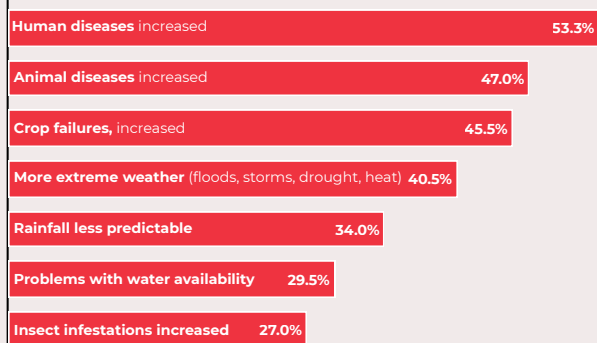 Human diseases increased 53.3%
Animal diseases increased 47.0%
Crop failures, increased 45.5%
More extreme weather (floods, storms, drought, heat) 40.5%
Rainfall less predictable 34.0%
Problems with water availability 29.5%
Insect infestations increased 27.0%